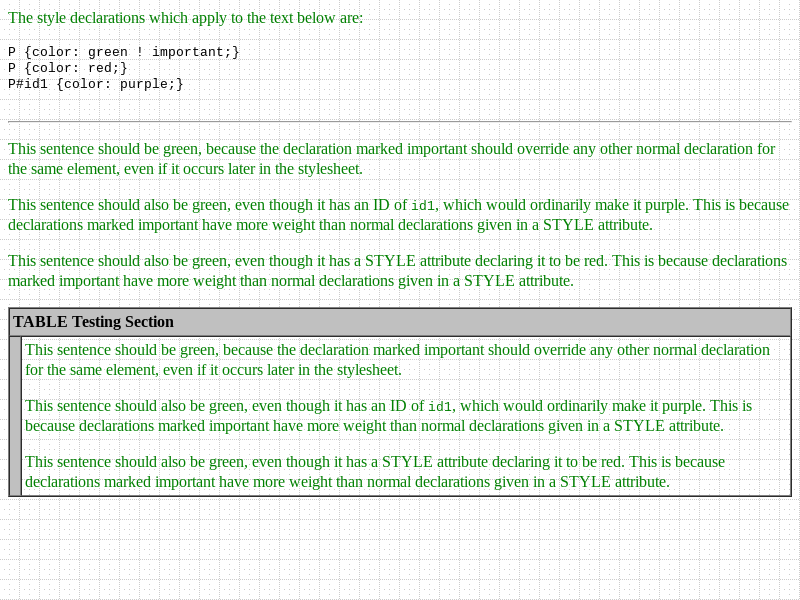 The style declarations which apply to the text below are:
P {color: green ! important;}
P {color: red;}
P#id1 {color: purple;}
This sentence should be green, because the declaration marked important should override any other normal declaration for
the same element, even if it occurs later in the stylesheet.
This sentence should also be green, even though it has an ID of id1, which would ordinarily make it purple. This is because
declarations marked important have more weight than normal declarations given in a STYLE attribute.
This sentence should also be green, even though it has a STYLE attribute declaring it to be red. This is because declarations
marked important have more weight than normal declarations given in a STYLE attribute.
TABLE Testing Section
This sentence should be green, because the declaration marked important should override any other normal declaration
for the same element, even if it occurs later in the stylesheet.
This sentence should also be green, even though it has an ID of id1, which would ordinarily make it purple. This is
because declarations marked important have more weight than normal declarations given in a STYLE attribute.
This sentence should also be green, even though it has a STYLE attribute declaring it to be red. This is because
declarations marked important have more weight than normal declarations given in a STYLE attribute.